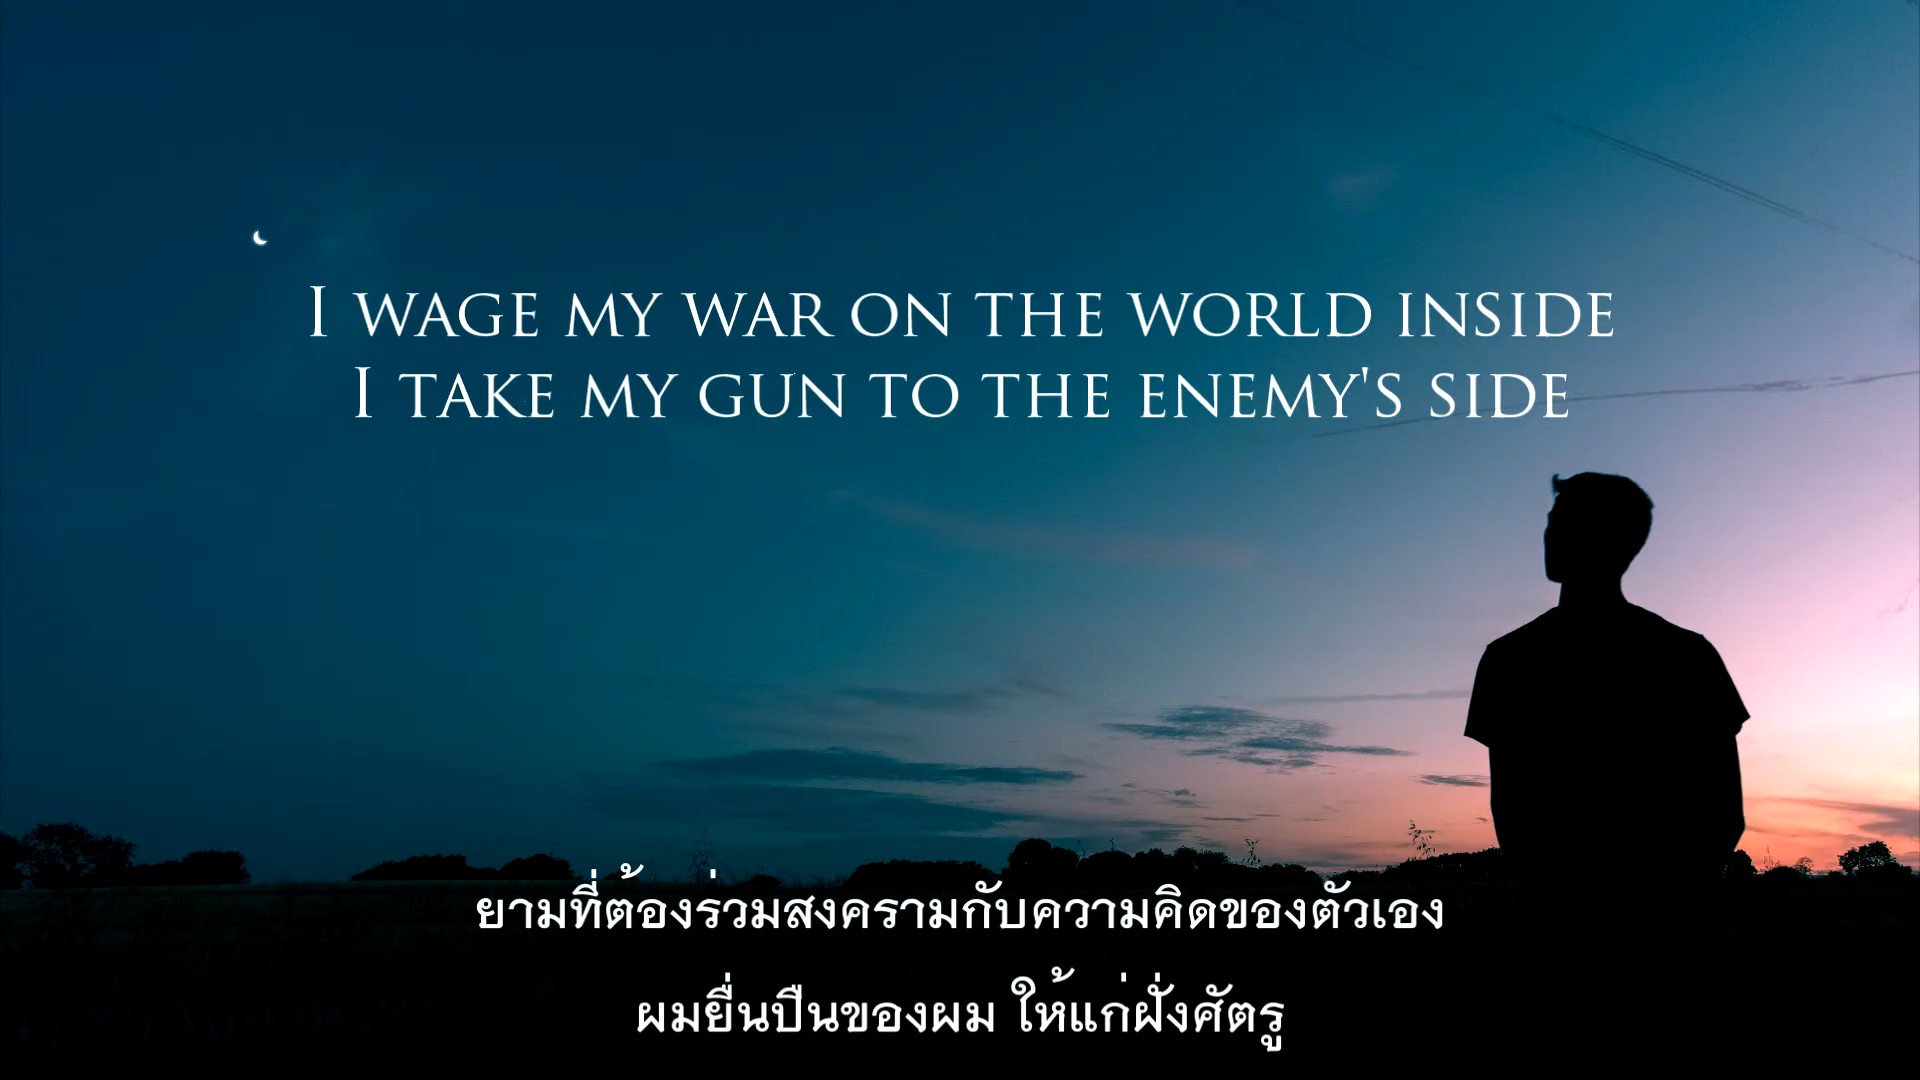 I WAGE MY WAR ON THE WORLD INSIDE
I TAKE MY GUN TO THE ENEMY'S SIDE
ยามที่ต้องร่วมสงครามกับความคิดของตัวเอง
ผมยื่นปืนของผม ให้แก่ฝั่งศัตรู